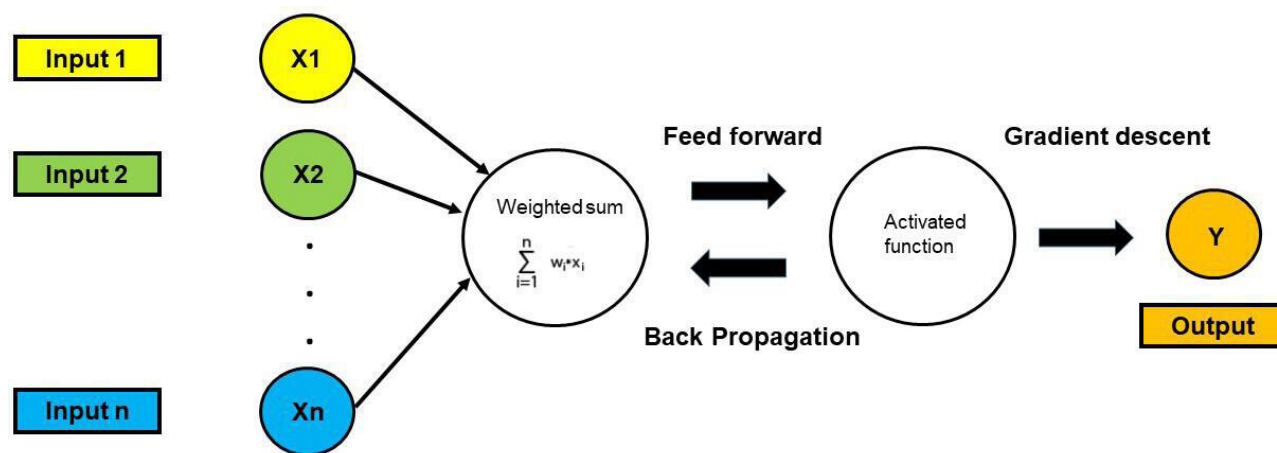 Input 1
X1
Feed forward
Gradient descent
Input 2
X2
Weighted sum
n
∑ wi*xi
i=1
Activated
function
Y
Back Propagation
Output
Input n
Xn